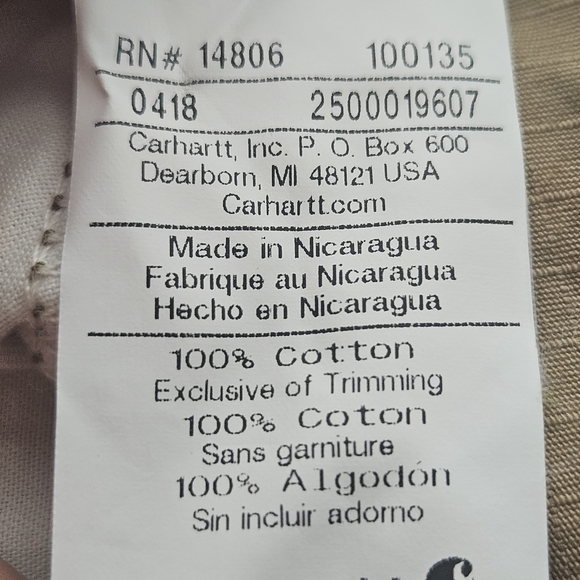 RN# 14806 100135
0418 2500019607
Carhartt, Inc. P. O. Box 600
Dearborn, MI 48121 USA
Carhartt.com
Made in Nicaragua
Fabrique au Nicaragua
Hecho en Nicaragua
100% Cotton
Exclusive of Trimming
100% Coton
Sans garniture
100% Algodón
Sin incluir adorno